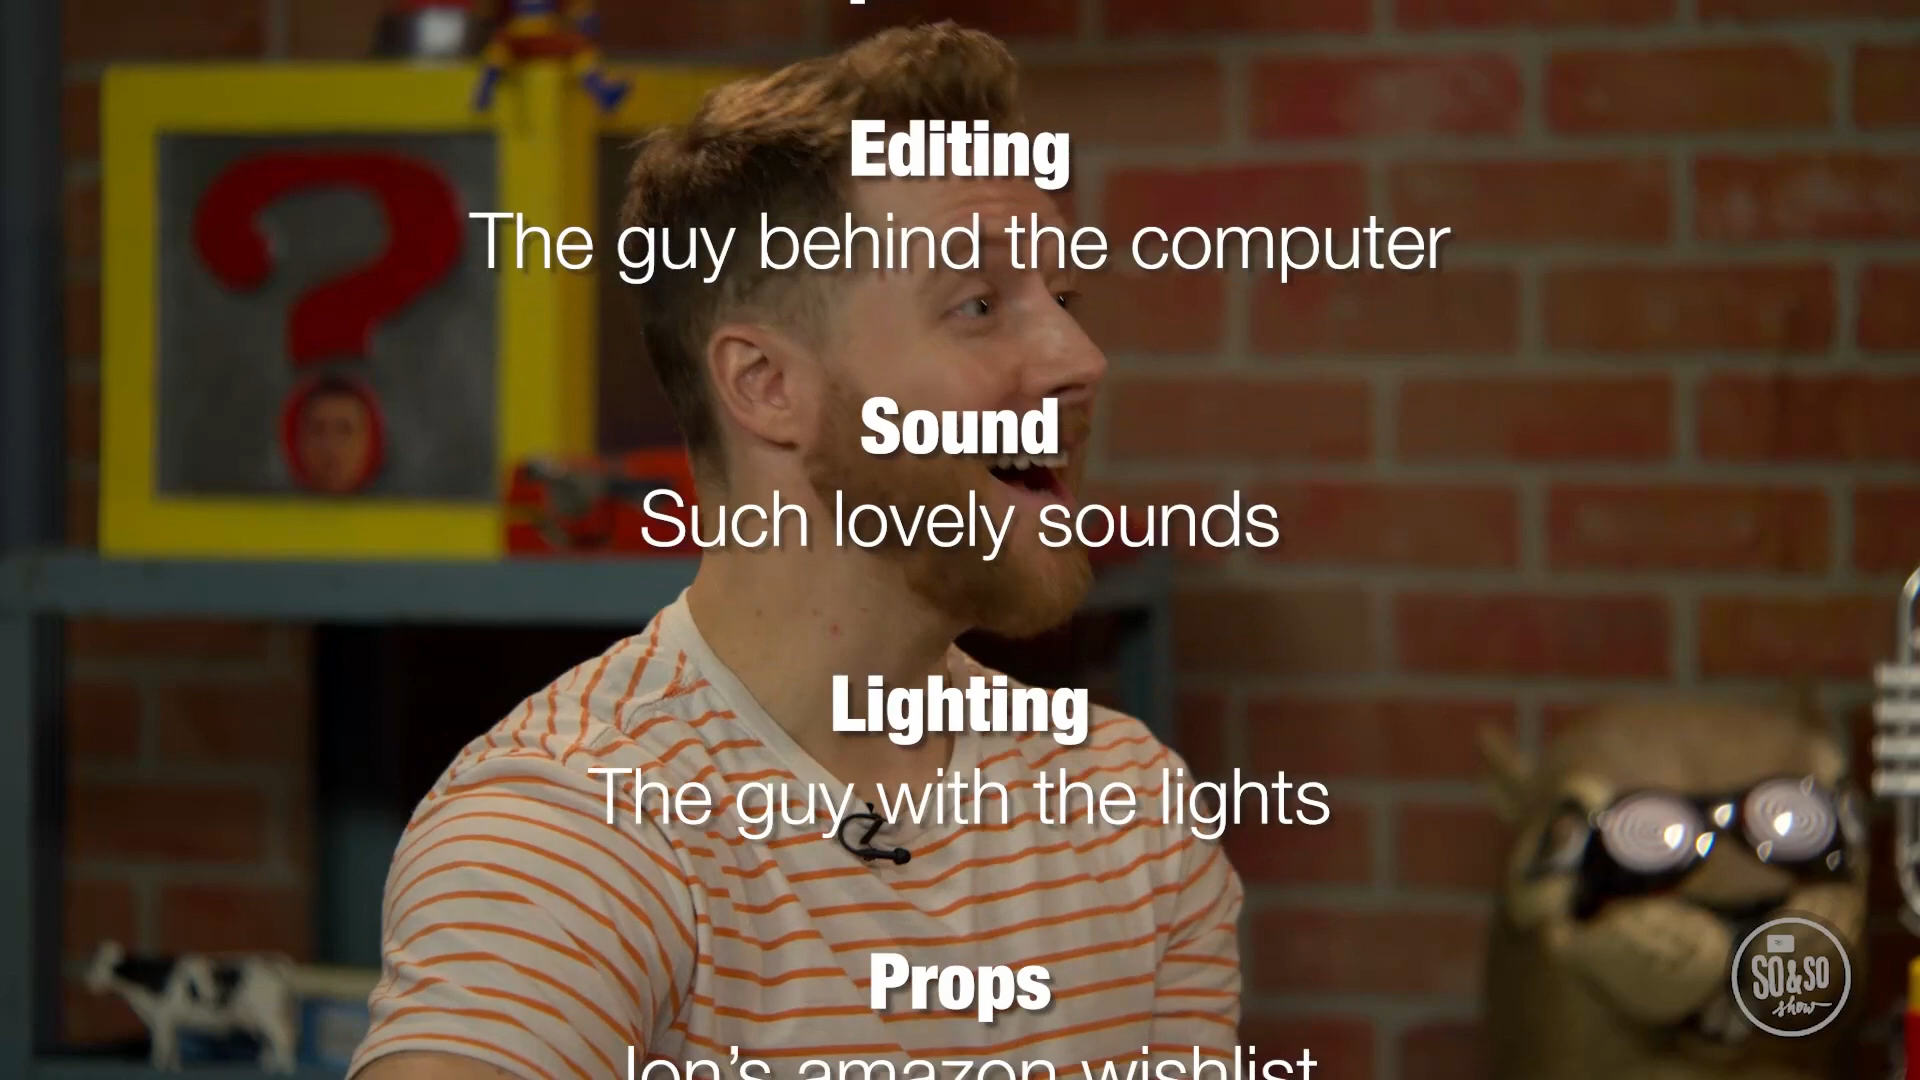 Editing
The guy behind the computer
Sound
Such lovely sounds
Lighting
The guy with the lights
Props
Jon's amazon wishlist
SO & SO
show